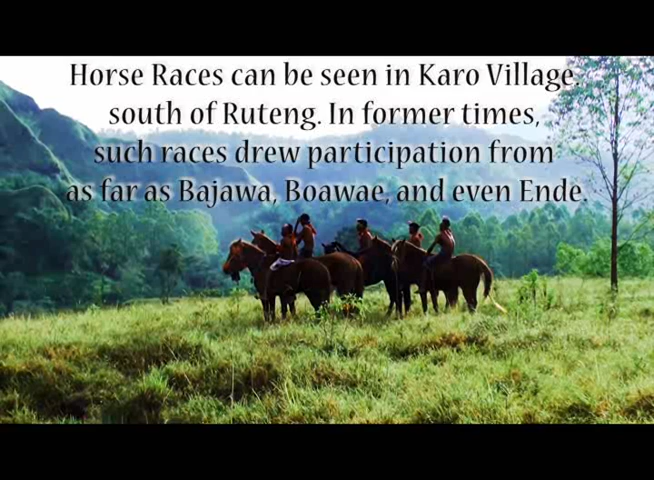 Horse Races can be seen in Karo Village,
south of Ruteng. In former times,
such races drew participation from
as far as Bajawa, Boawae, and even Ende.